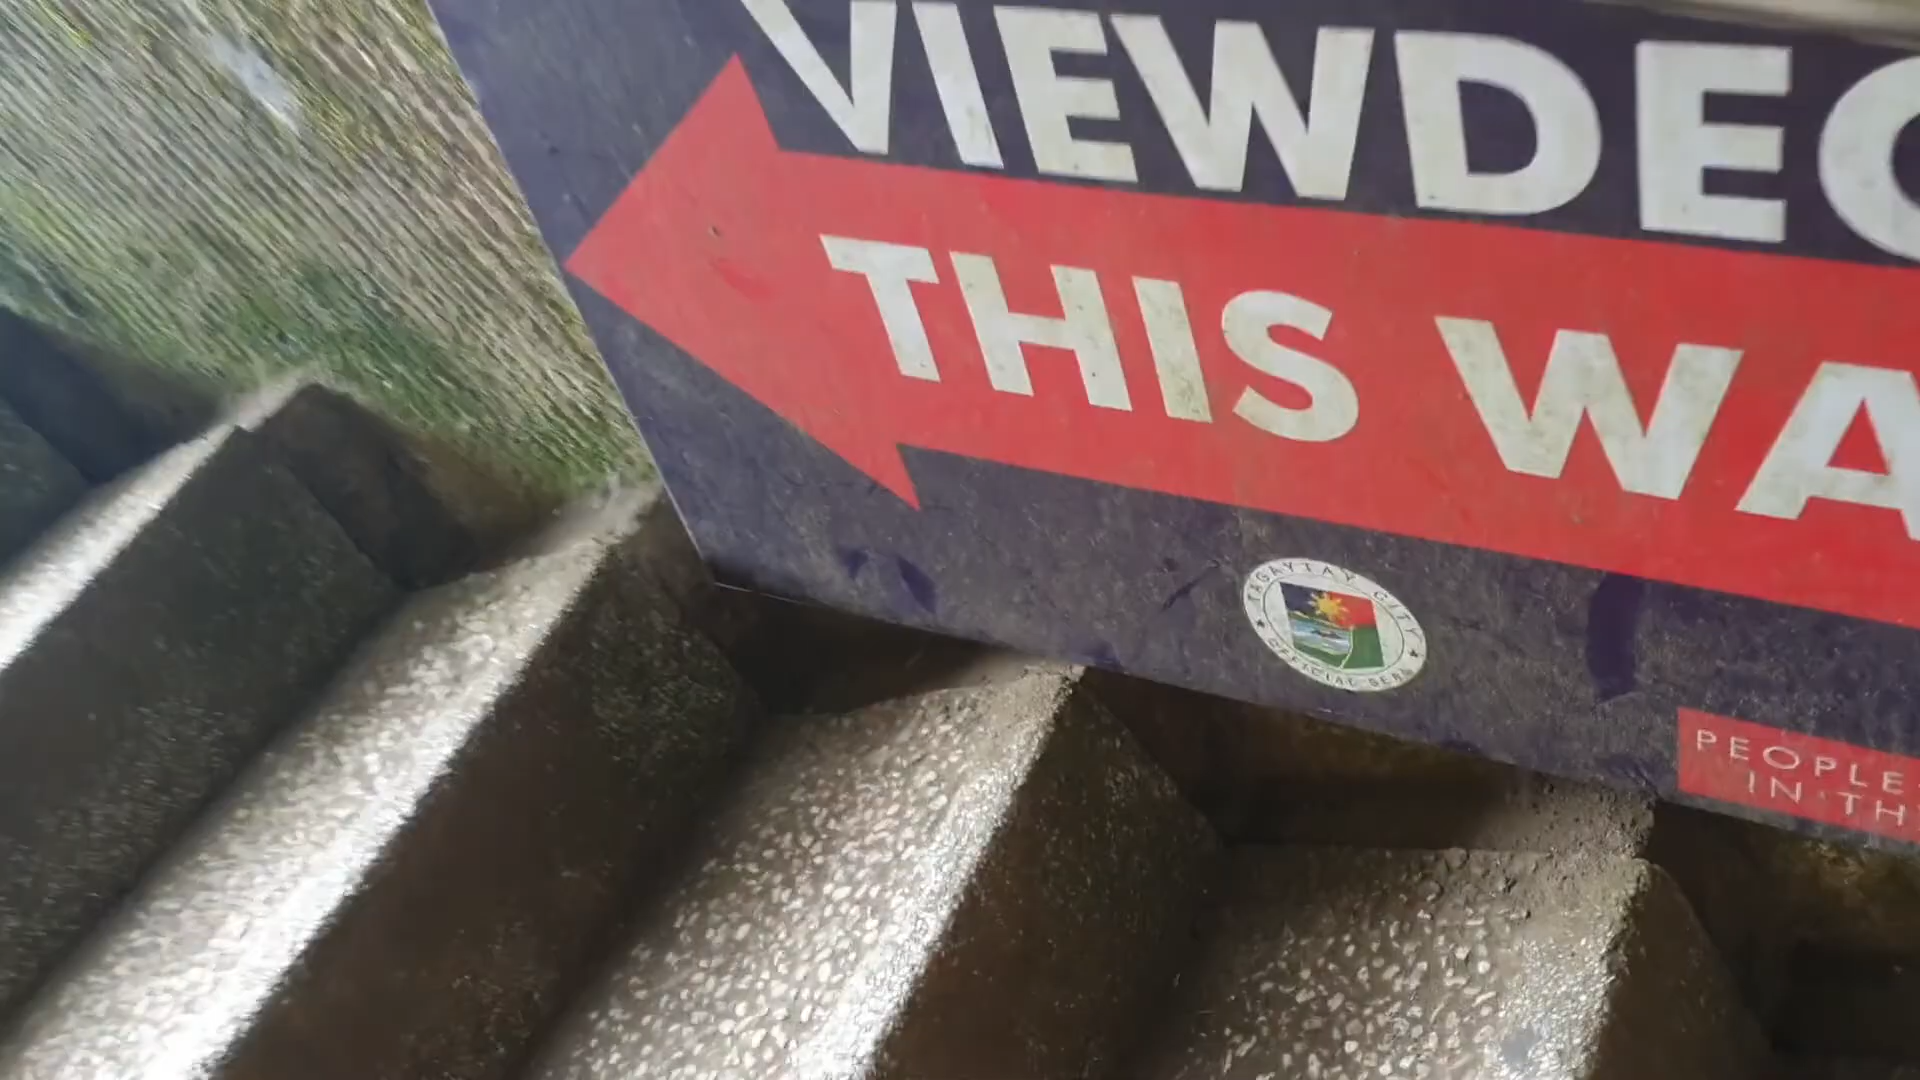 VIEWDEC
THIS WA
TAGAYTAY CITY
OFFICIAL SEAL
PEOPLE
IN TH